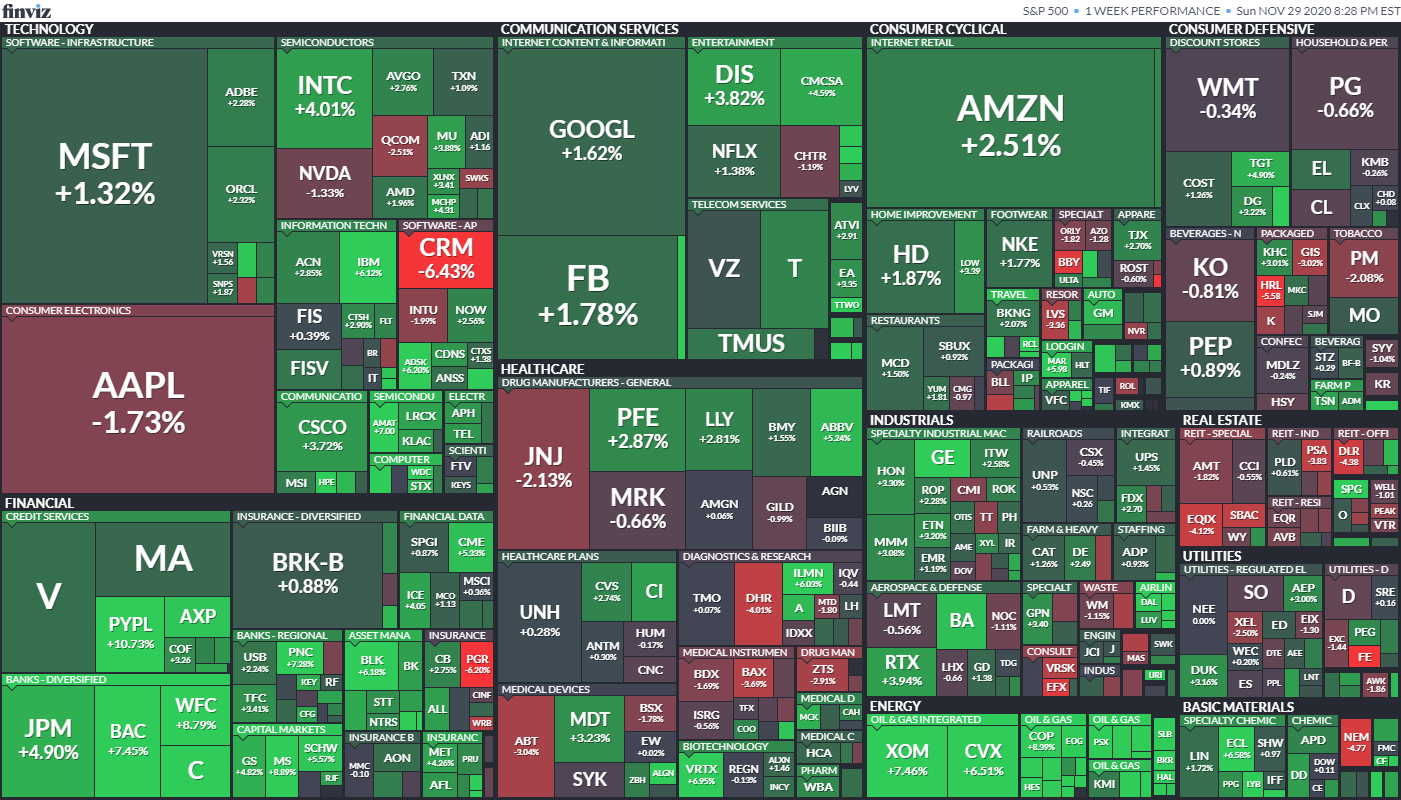 finviz
S&P 500 • 1 WEEK PERFORMANCE • Sun NOV 29 2020 8:28 PM EST
TECHNOLOGY
SOFTWARE - INFRASTRUCTURE
MSFT
+1.32%
ADBE
+2.28%
ORCL
+2.32%
VRSN
+1.56
SNPS
+1.87
CONSUMER ELECTRONICS
AAPL
-1.73%
SEMICONDUCTORS
INTC
+4.01%
AVGO
+2.76%
TXN
+1.09%
NVDA
-1.33%
QCOM
-2.51%
MU
+3.88%
ADI
+1.16
AMD
+1.96%
XLNX
+3.41
SWKS
MCHP
+4.31
INFORMATION TECHN
ACN
+2.85%
IBM
+6.12%
FIS
+0.39%
CTSH
+2.90%
FLT
FISV
BR
IT
SOFTWARE - AP
CRM
-6.43%
INTU
-1.99%
NOW
+2.56%
ADSK
+6.20%
CDNS
CTXS
+1.38
ANSS
COMMUNICATIO
CSCO
+3.72%
MSI
HPE
SEMICONDU
AMAT
+7.00
LRCX
KLAC
COMPUTER
WDC
STX
ELECTR
APH
TEL
SCIENTI
FTV
KEYS
COMMUNICATION SERVICES
INTERNET CONTENT & INFORMATI
GOOGL
+1.62%
FB
+1.78%
ENTERTAINMENT
DIS
+3.82%
CMCSA
+4.59%
NFLX
+1.38%
CHTR
-1.19%
LYV
TELECOM SERVICES
VZ
T
TMUS
ATVI
+2.91
EA
+3.35
TTWO
CONSUMER CYCLICAL
INTERNET RETAIL
AMZN
+2.51%
HOME IMPROVEMENT
HD
+1.87%
LOW
+3.39
FOOTWEAR
NKE
+1.77%
SPECIALT
ORLY
-1.82
AZO
-1.28
BBY
ULTA
APPARE
TJX
+2.70%
ROST
-0.60%
RESTAURANTS
MCD
+1.50%
SBUX
+0.92%
YUM
+1.81
CMG
-0.97
TRAVEL
BKNG
+2.07%
RCL
RESOR
LVS
-3.36
AUTO
GM
NVR
PACKAGI
BLL
IP
LODGIN
MAR
+5.98
HLT
APPAREL
VFC
TIF
ROL
KMX
CONSUMER DEFENSIVE
DISCOUNT STORES
WMT
-0.34%
COST
+1.26%
TGT
+4.90%
DG
+3.22%
HOUSEHOLD & PER
PG
-0.66%
EL
KMB
-0.26%
CL
CLX
CHD
+0.08
BEVERAGES - N
KO
-0.81%
PEP
+0.89%
PACKAGED
KHC
+3.01%
GIS
-3.02%
HRL
-5.58
MKC
K
SJM
TOBACCO
PM
-2.08%
MO
CONFEC
MDLZ
-0.24%
HSY
BEVERAG
STZ
+0.29
BF-B
FARM P
TSN
ADM
SYY
-1.04%
KR
HEALTHCARE
DRUG MANUFACTURERS - GENERAL
JNJ
-2.13%
PFE
+2.87%
LLY
+2.81%
BMY
+1.55%
ABBV
+5.24%
MRK
-0.66%
AMGN
+0.06%
GILD
-0.99%
AGN
BIIB
-0.09%
HEALTHCARE PLANS
UNH
+0.28%
CVS
+2.74%
CI
ANTM
+0.30%
HUM
-0.17%
CNC
DIAGNOSTICS & RESEARCH
TMO
+0.07%
DHR
-4.01%
ILMN
+6.03%
IQV
-0.44
A
MTD
-1.80
LH
IDXX
MEDICAL DEVICES
ABT
-3.04%
MDT
+3.23%
BSX
-1.78%
EW
+0.02%
SYK
ZBH
ALGN
MEDICAL INSTRUMEN
BDX
-1.69%
BAX
-3.69%
ISRG
-0.56%
TFX
COO
DRUG MAN
ZTS
-2.91%
MEDICAL D
MCK
CAH
MEDICAL C
HCA
PHARM
WBA
BIOTECHNOLOGY
VRTX
+6.95%
REGN
-0.13%
ALXN
+1.46
INCY
FINANCIAL
CREDIT SERVICES
V
MA
PYPL
+10.73%
AXP
COF
+3.26
BANKS - DIVERSIFIED
JPM
+4.90%
BAC
+7.45%
WFC
+8.79%
C
INSURANCE - DIVERSIFIED
BRK-B
+0.88%
FINANCIAL DATA
SPGI
+0.87%
CME
+5.33%
ICE
+4.05
MCO
+1.13
MSCI
+0.36%
BANKS - REGIONAL
USB
+2.24%
PNC
+7.28%
TFC
+3.41%
KEY
RF
CFG
ASSET MANA
BLK
+6.18%
BK
STT
NTRS
INSURANCE
CB
+2.75%
PGR
-6.20%
ALL
CINF
WRB
CAPITAL MARKETS
GS
+4.82%
MS
+8.89%
SCHW
+5.57%
RJF
INSURANCE B
MMC
-0.10
AON
INSURANC
MET
+4.26%
PRU
AFL
INDUSTRIALS
SPECIALTY INDUSTRIAL MAC
HON
+3.30%
GE
ITW
+2.58%
MMM
+3.08%
ROP
+2.28%
CMI
ROK
ETN
+3.20%
OTIS
TT
PH
EMR
+1.19%
AME
XYL
IR
DOV
RAILROADS
UNP
+0.53%
CSX
-0.45%
NSC
+0.26
INTEGRAT
UPS
+1.45%
FDX
+2.70
FARM & HEAVY
CAT
+1.26%
DE
+2.49
STAFFING
ADP
+0.93%
AEROSPACE & DEFENSE
LMT
-0.56%
BA
NOC
-1.11%
RTX
+3.94%
LHX
-0.66
GD
+1.38
TDG
SPECIALT
GPN
+3.40
WASTE
WM
-1.15%
AIRLIN
DAL
LUV
CONSULT
VRSK
EFX
ENGIN
JCI
J
MAS
SWK
INDUS
URI
ENERGY
OIL & GAS INTEGRATED
XOM
+7.46%
CVX
+6.51%
OIL & GAS
COP
+8.39%
EOG
HES
OIL & GAS
PSX
OIL & GAS
KMI
SLB
BKR
HAL
REAL ESTATE
REIT - SPECIAL
AMT
-1.82%
CCI
-0.55%
EQIX
-4.12%
SBAC
WY
REIT - IND
PLD
+0.61%
PSA
-3.83
REIT - RESI
EQR
AVB
REIT - OFFI
DLR
-4.38
SPG
WELL
-1.01
O
PEAK
VTR
UTILITIES
UTILITIES - REGULATED EL
NEE
0.00%
SO
AEP
+3.00%
XEL
-2.50%
ED
EIX
-1.30
DUK
+3.16%
WEC
+0.20%
DTE
AEE
ES
PPL
LNT
UTILITIES - D
D
SRE
+0.16
EXC
-1.44
PEG
FE
AWK
-1.86
BASIC MATERIALS
SPECIALTY CHEMIC
LIN
+1.72%
ECL
+6.58%
SHW
+0.97
PPG
LYB
IFF
CHEMIC
APD
DD
DOW
+0.11
CE
NEM
-4.77
FMC
CF